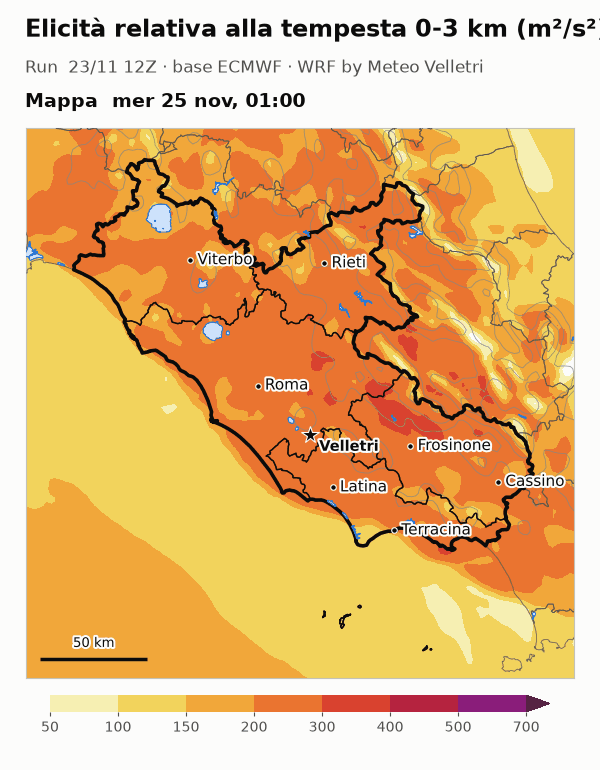 Elicità relativa alla tempesta 0-3 km (m²/s²)
Run 23/11 12Z · base ECMWF · WRF by Meteo Velletri
Mappa mer 25 nov, 01:00
Viterbo
Rieti
Roma
Velletri
Frosinone
Latina
Cassino
Terracina
50 km
50 100 150 200 300 400 500 700